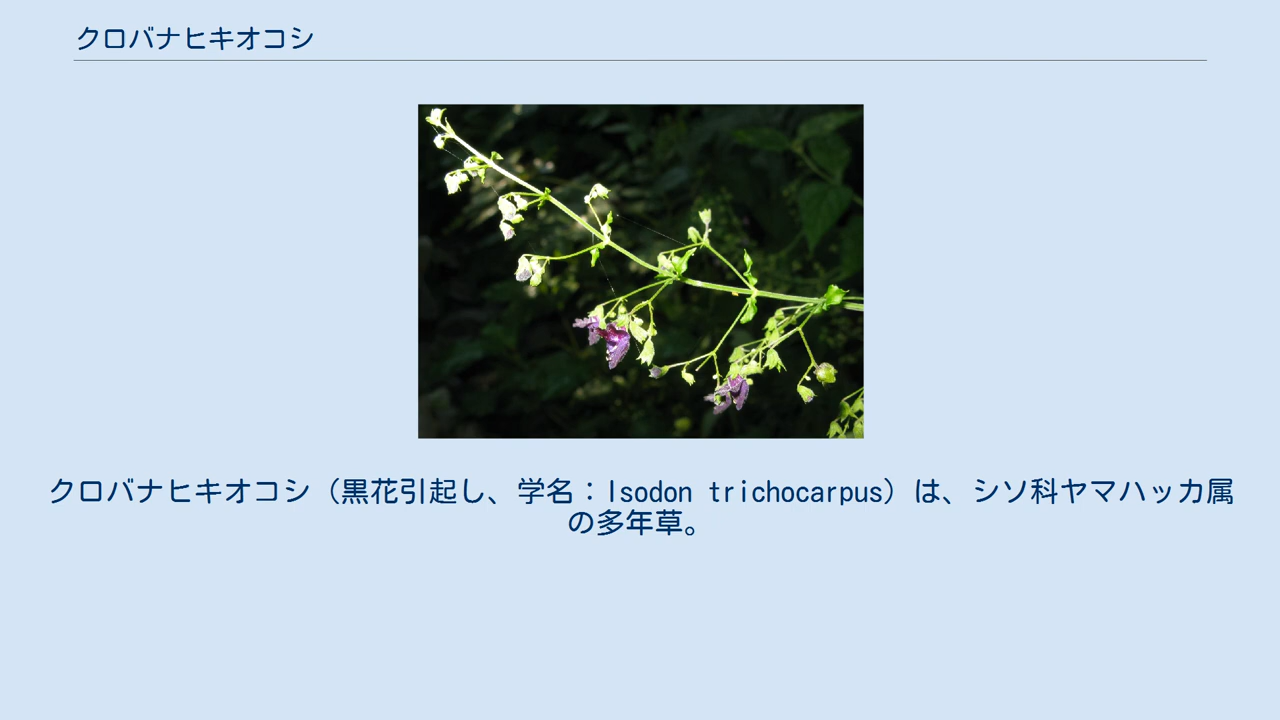 クロバナヒキオコシ
クロバナヒキオコシ（黒花引起し、学名：Isodon trichocarpus）は、シソ科ヤマハッカ属
の多年草。